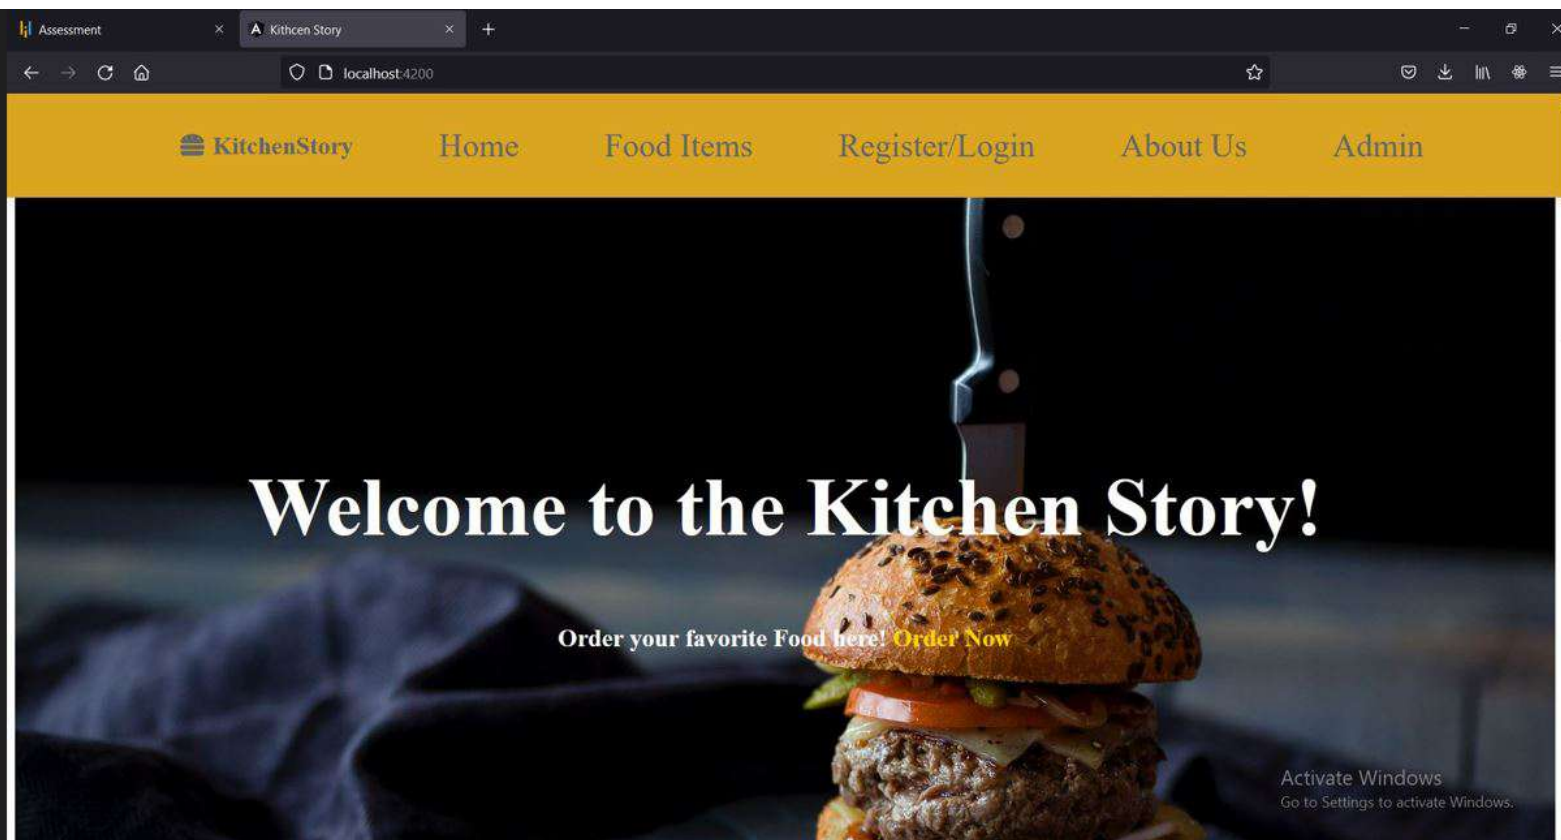 Assessment
Kithcen Story
localhost:4200
KitchenStory Home Food Items Register/Login About Us Admin
Welcome to the Kitchen Story!
Order your favorite Food here! Order Now
Activate Windows
Go to Settings to activate Windows.